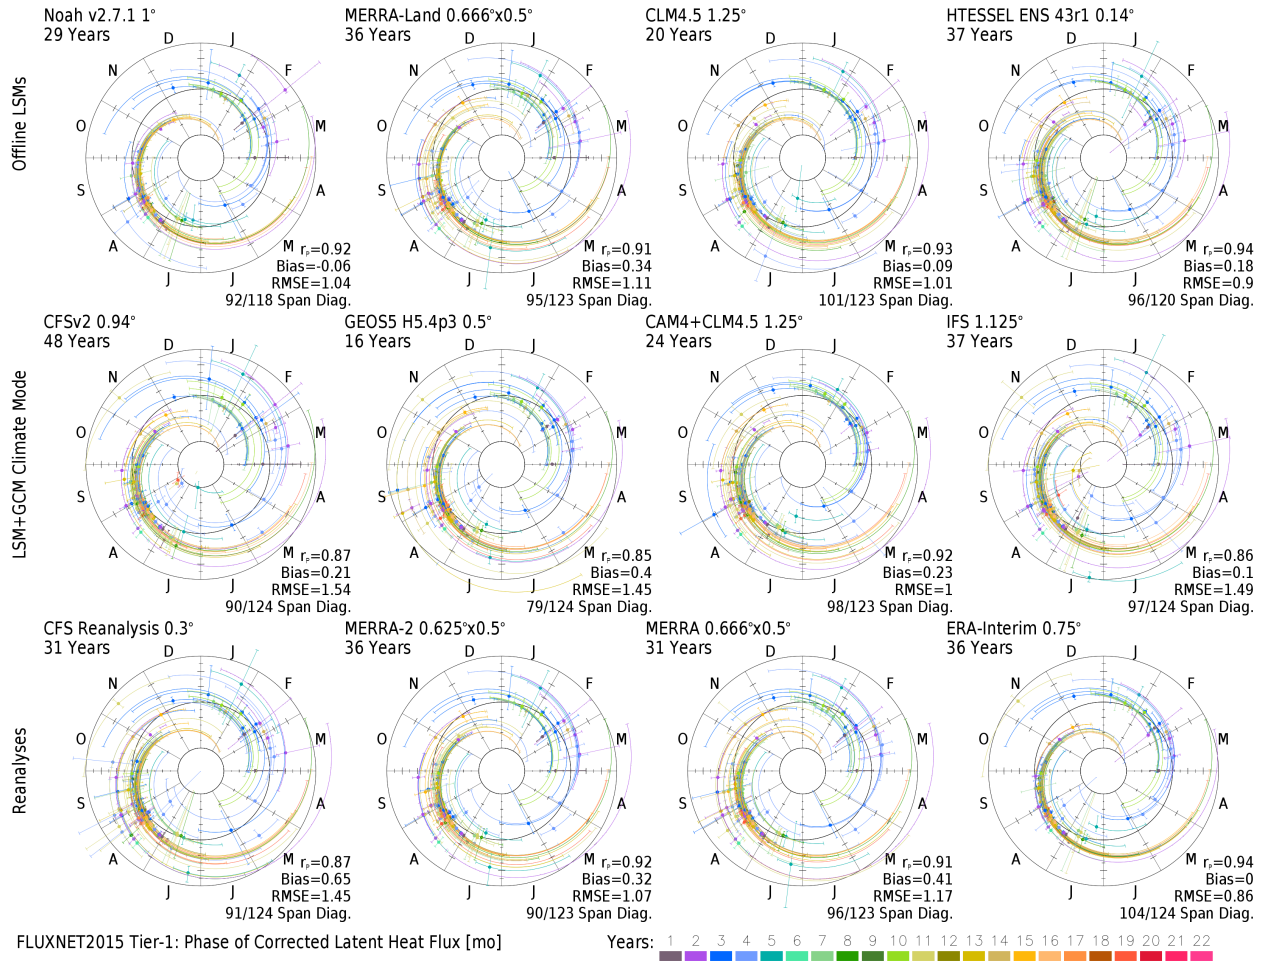 Noah v2.7.1 1°
29 Years
MERRA-Land 0.666°x0.5°
36 Years
CLM4.5 1.25°
20 Years
HTESSEL ENS 43r1 0.14°
37 Years
Offline LSMs
D J F M A M J J A S O N
rₚ=0.92
Bias=-0.06
RMSE=1.04
92/118 Span Diag.
D J F M A M J J A S O N
rₚ=0.91
Bias=0.34
RMSE=1.11
95/123 Span Diag.
D J F M A M J J A S O N
rₚ=0.93
Bias=0.09
RMSE=1.01
101/123 Span Diag.
D J F M A M J J A S O N
rₚ=0.94
Bias=0.18
RMSE=0.9
96/120 Span Diag.
CFSv2 0.94°
48 Years
GEOS5 H5.4p3 0.5°
16 Years
CAM4+CLM4.5 1.25°
24 Years
IFS 1.125°
37 Years
LSM+GCM Climate Mode
D J F M A M J J A S O N
rₚ=0.87
Bias=0.21
RMSE=1.54
90/124 Span Diag.
D J F M A M J J A S O N
rₚ=0.85
Bias=0.4
RMSE=1.45
79/124 Span Diag.
D J F M A M J J A S O N
rₚ=0.92
Bias=0.23
RMSE=1
98/123 Span Diag.
D J F M A M J J A S O N
rₚ=0.86
Bias=0.1
RMSE=1.49
97/124 Span Diag.
CFS Reanalysis 0.3°
31 Years
MERRA-2 0.625°x0.5°
36 Years
MERRA 0.666°x0.5°
31 Years
ERA-Interim 0.75°
36 Years
Reanalyses
D J F M A M J J A S O N
rₚ=0.87
Bias=0.65
RMSE=1.45
91/124 Span Diag.
D J F M A M J J A S O N
rₚ=0.92
Bias=0.32
RMSE=1.07
90/123 Span Diag.
D J F M A M J J A S O N
rₚ=0.91
Bias=0.41
RMSE=1.17
96/123 Span Diag.
D J F M A M J J A S O N
rₚ=0.94
Bias=0
RMSE=0.86
104/124 Span Diag.
FLUXNET2015 Tier-1: Phase of Corrected Latent Heat Flux [mo]
Years: 1 2 3 4 5 6 7 8 9 10 11 12 13 14 15 16 17 18 19 20 21 22